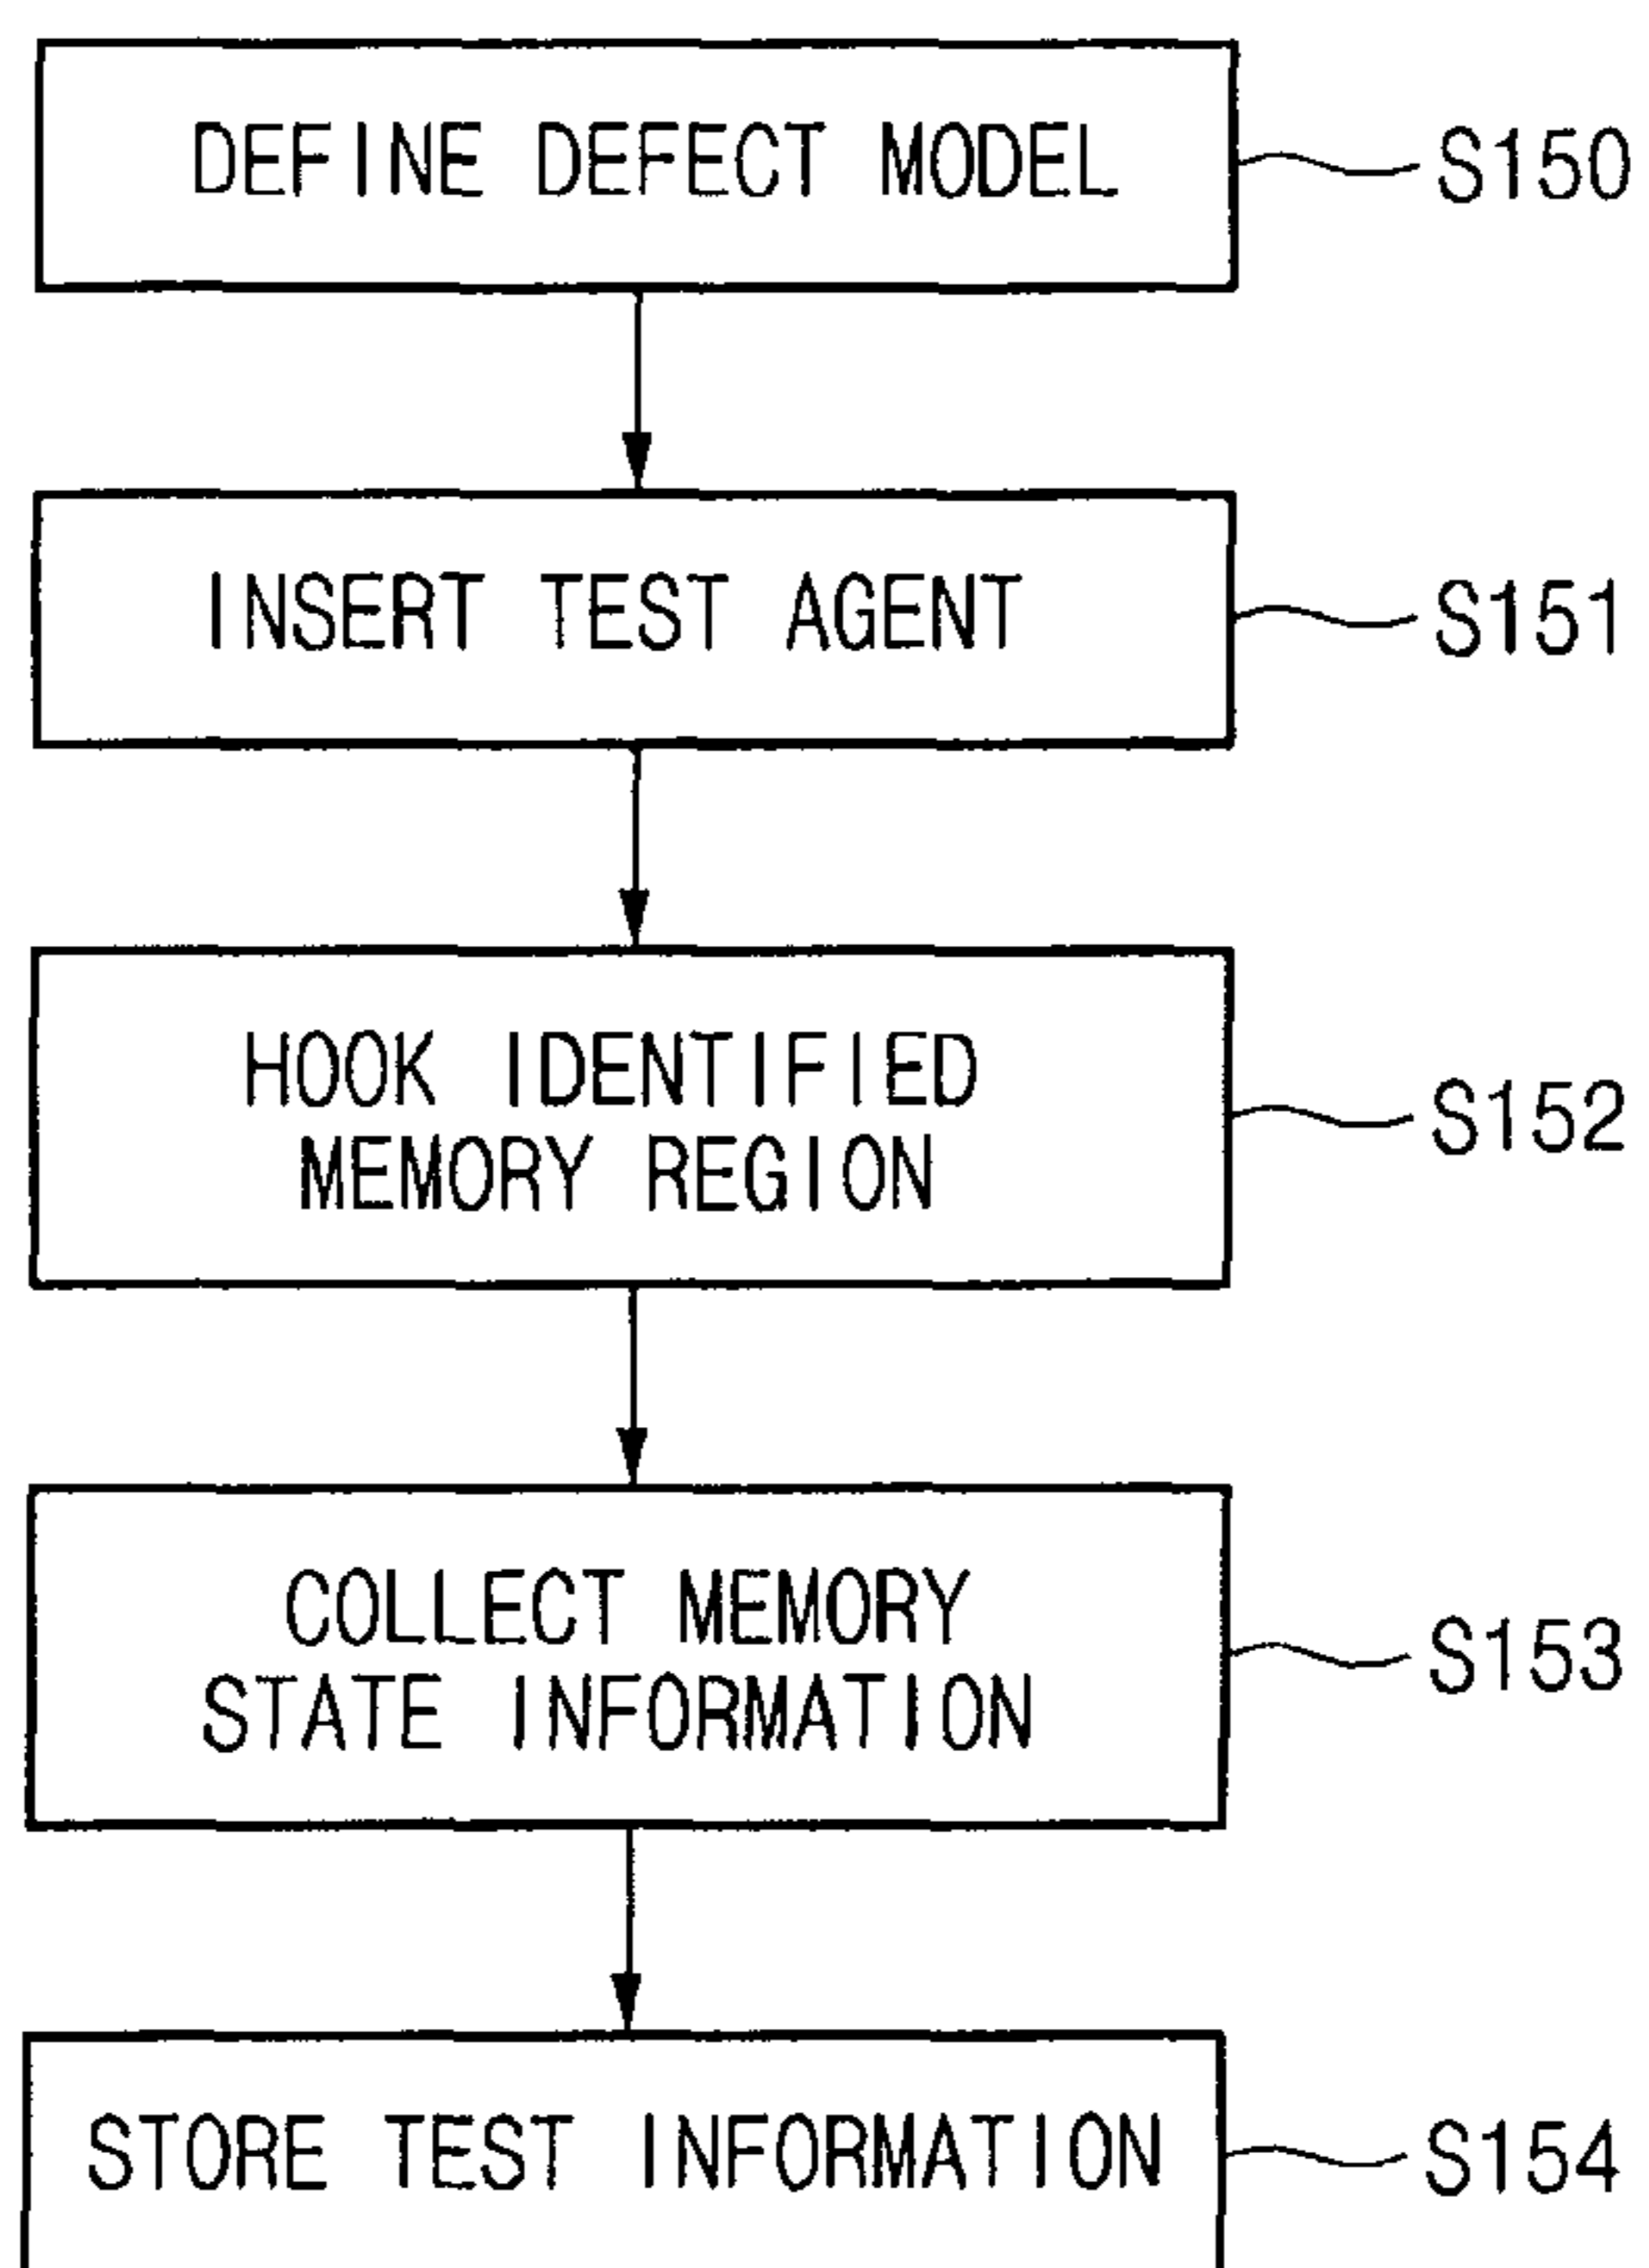 DEFINE DEFECT MODEL
S150
INSERT TEST AGENT
S151
HOOK IDENTIFIED
MEMORY REGION
S152
COLLECT MEMORY
STATE INFORMATION
S153
STORE TEST INFORMATION
S154